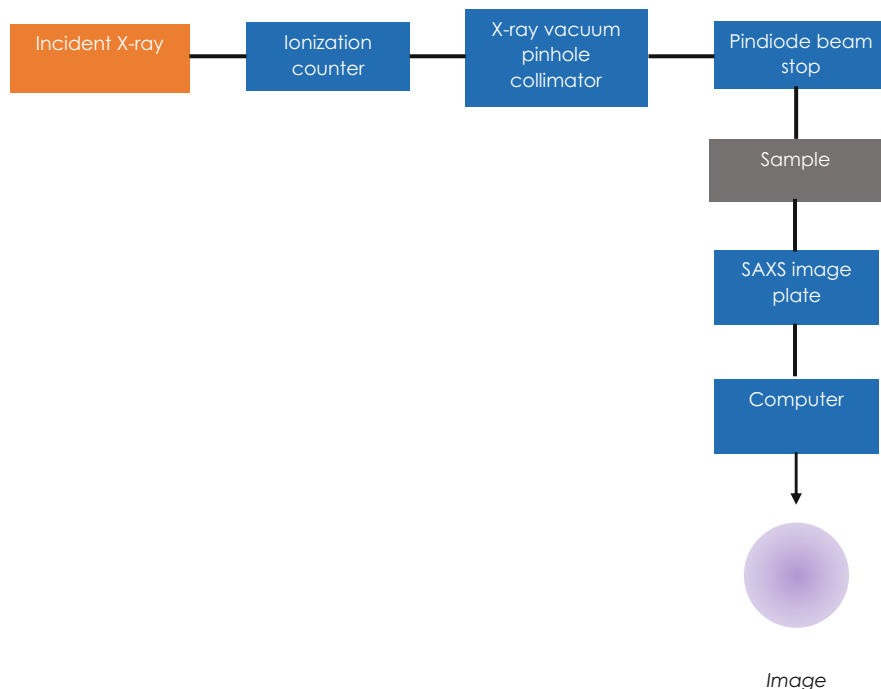 Incident X-ray
Ionization
counter
X-ray vacuum
pinhole
collimator
Pindiode beam
stop
Sample
SAXS image
plate
Computer
Image